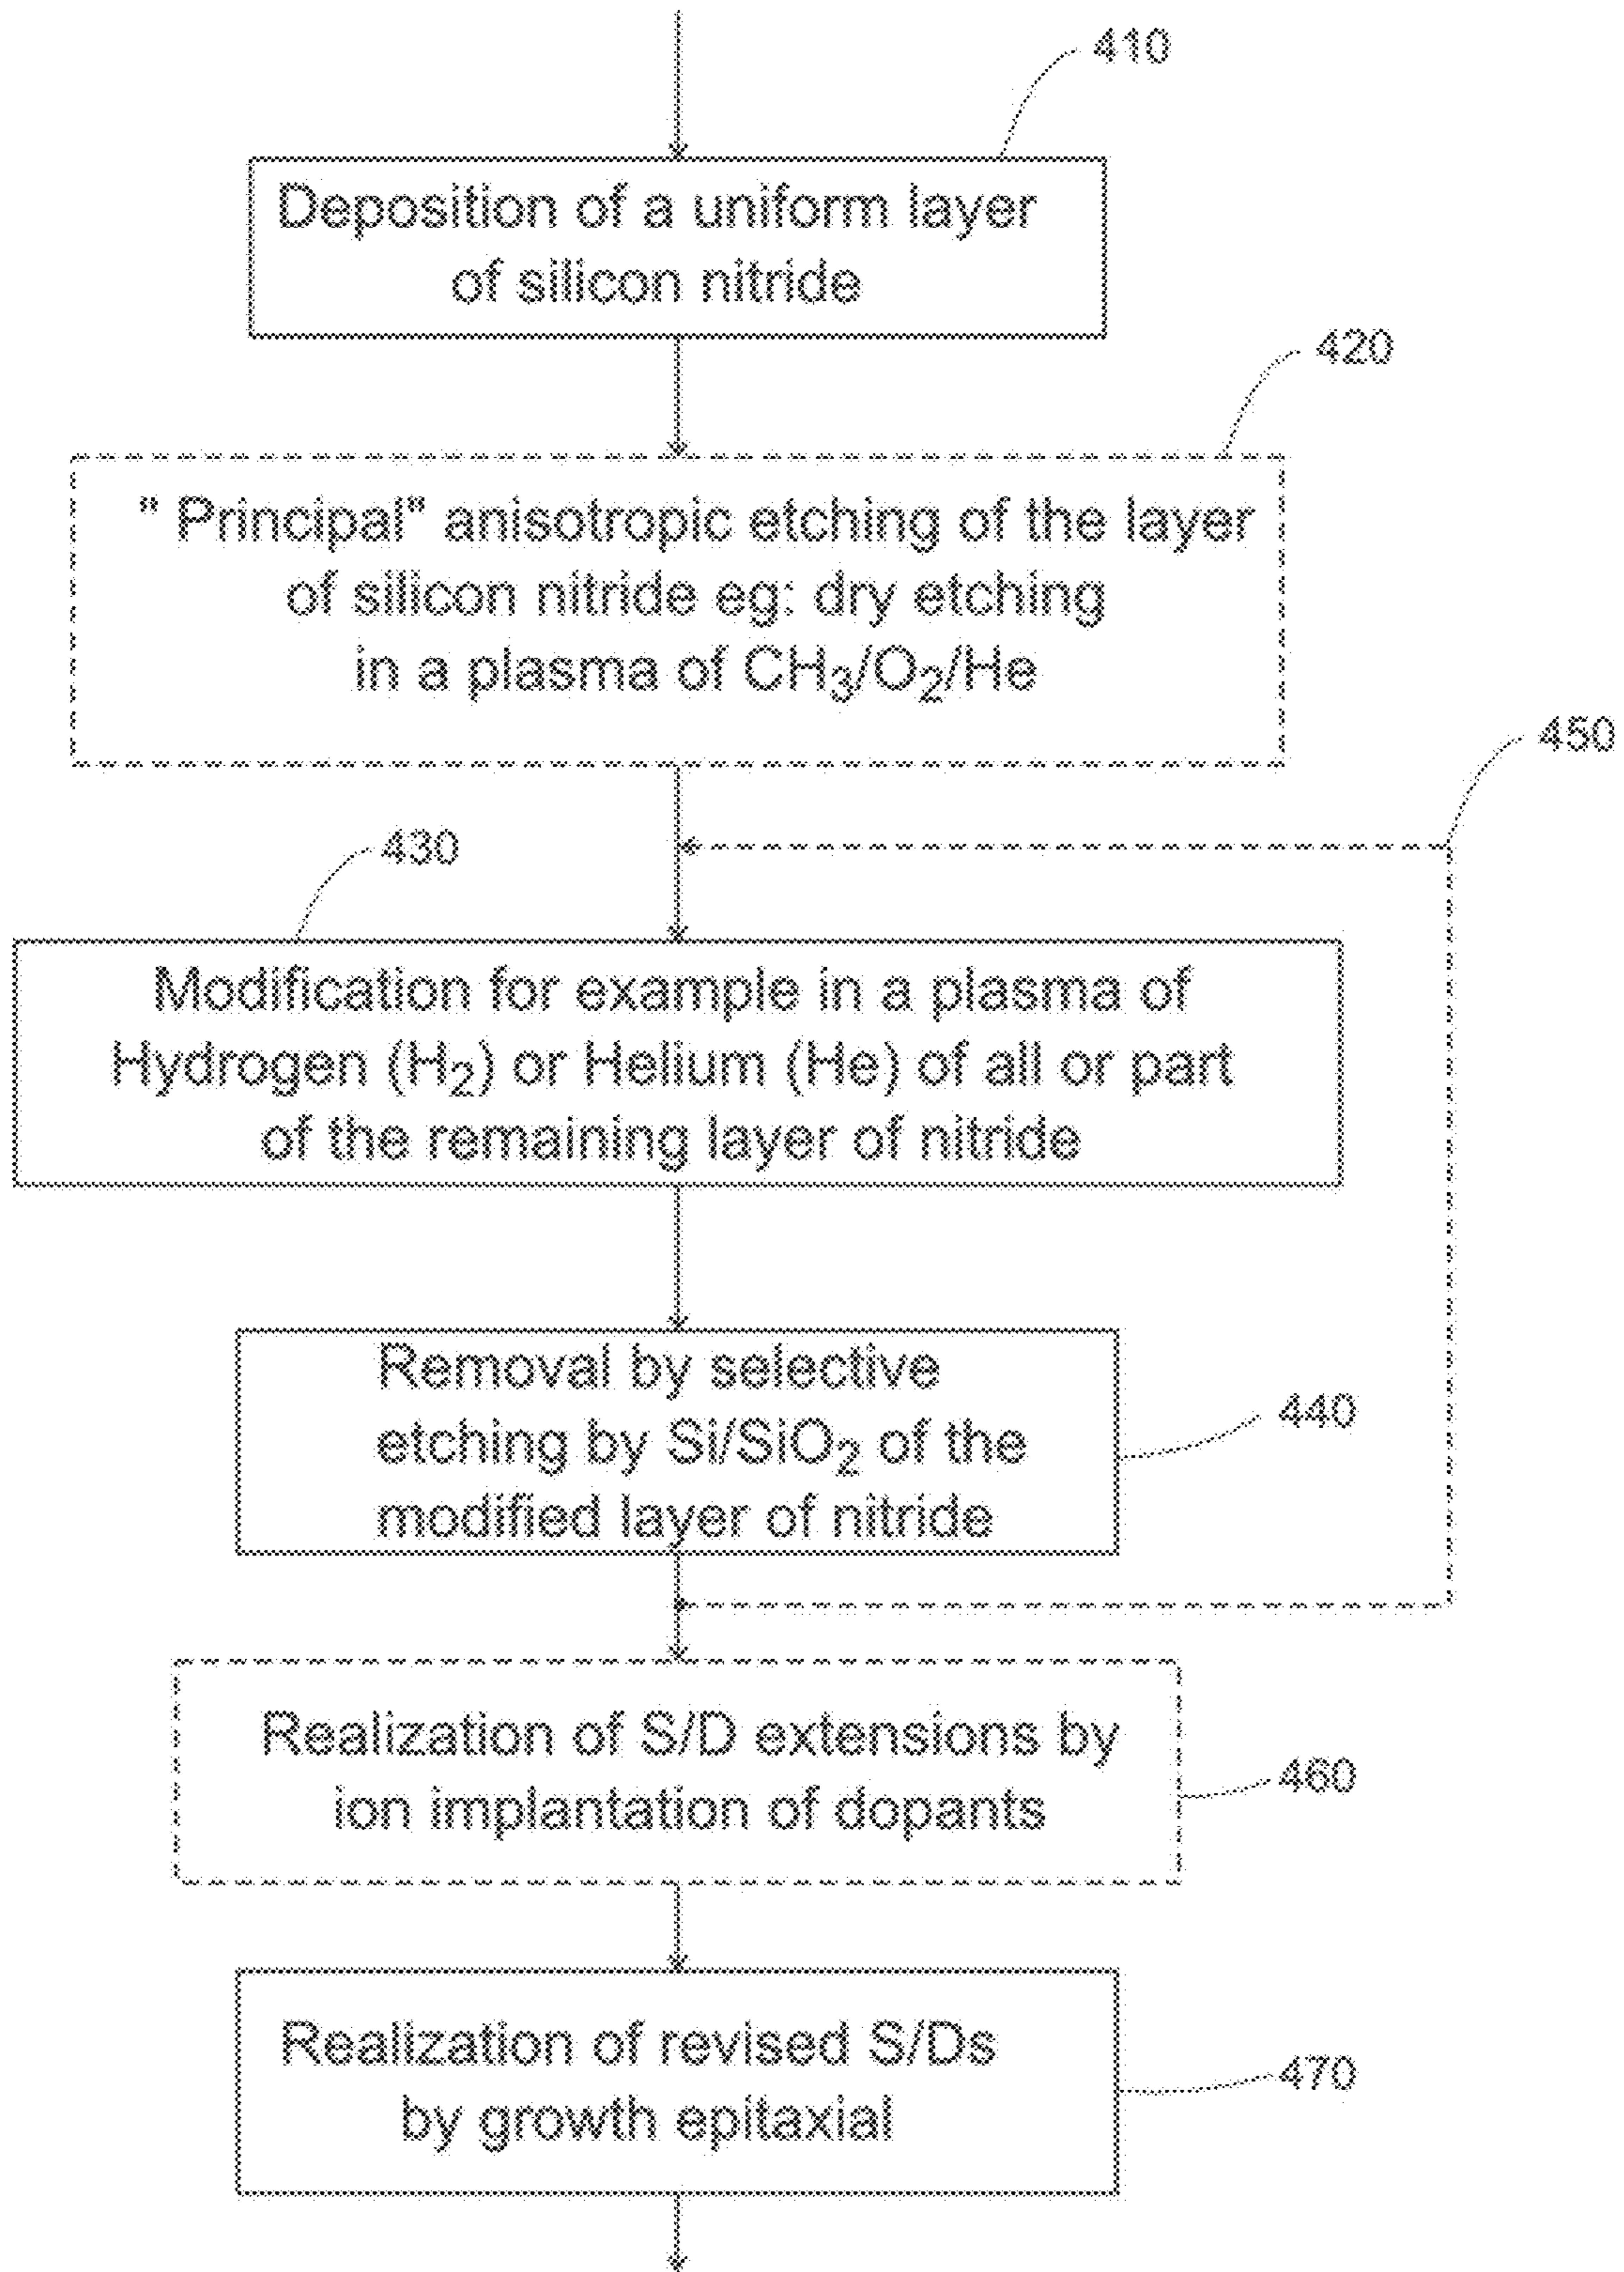 410
Deposition of a uniform layer
of silicon nitride
420
" Principal" anisotropic etching of the layer
of silicon nitride eg: dry etching
in a plasma of CH₃/O₂/He
450
430
Modification for example in a plasma of
Hydrogen (H₂) or Helium (He) of all or part
of the remaining layer of nitride
Removal by selective
etching by Si/SiO₂ of the
modified layer of nitride
440
Realization of S/D extensions by
ion implantation of dopants
460
Realization of revised S/Ds
by growth epitaxial
470